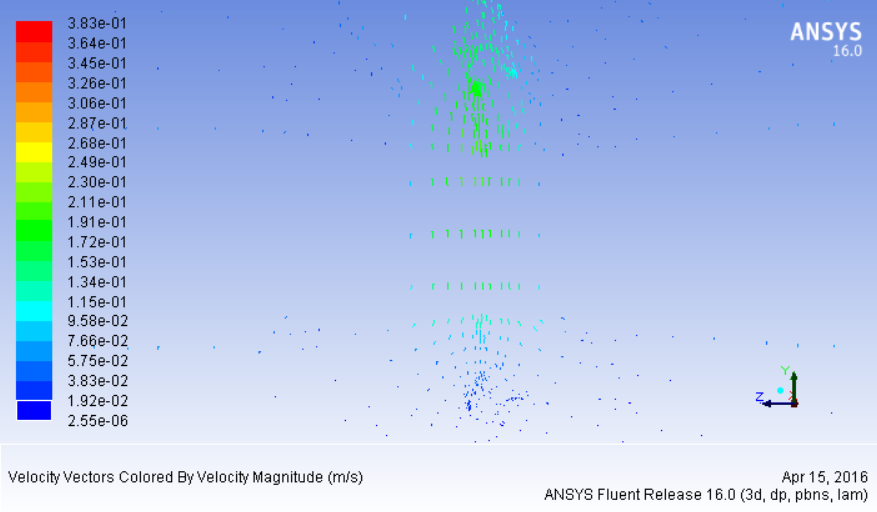 3.83e-01
3.64e-01
3.45e-01
3.26e-01
3.06e-01
2.87e-01
2.68e-01
2.49e-01
2.30e-01
2.11e-01
1.91e-01
1.72e-01
1.53e-01
1.34e-01
1.15e-01
9.58e-02
7.66e-02
5.75e-02
3.83e-02
1.92e-02
2.55e-06
ANSYS
16.0
Y
Z
X
Velocity Vectors Colored By Velocity Magnitude (m/s)
Apr 15, 2016
ANSYS Fluent Release 16.0 (3d, dp, pbns, lam)